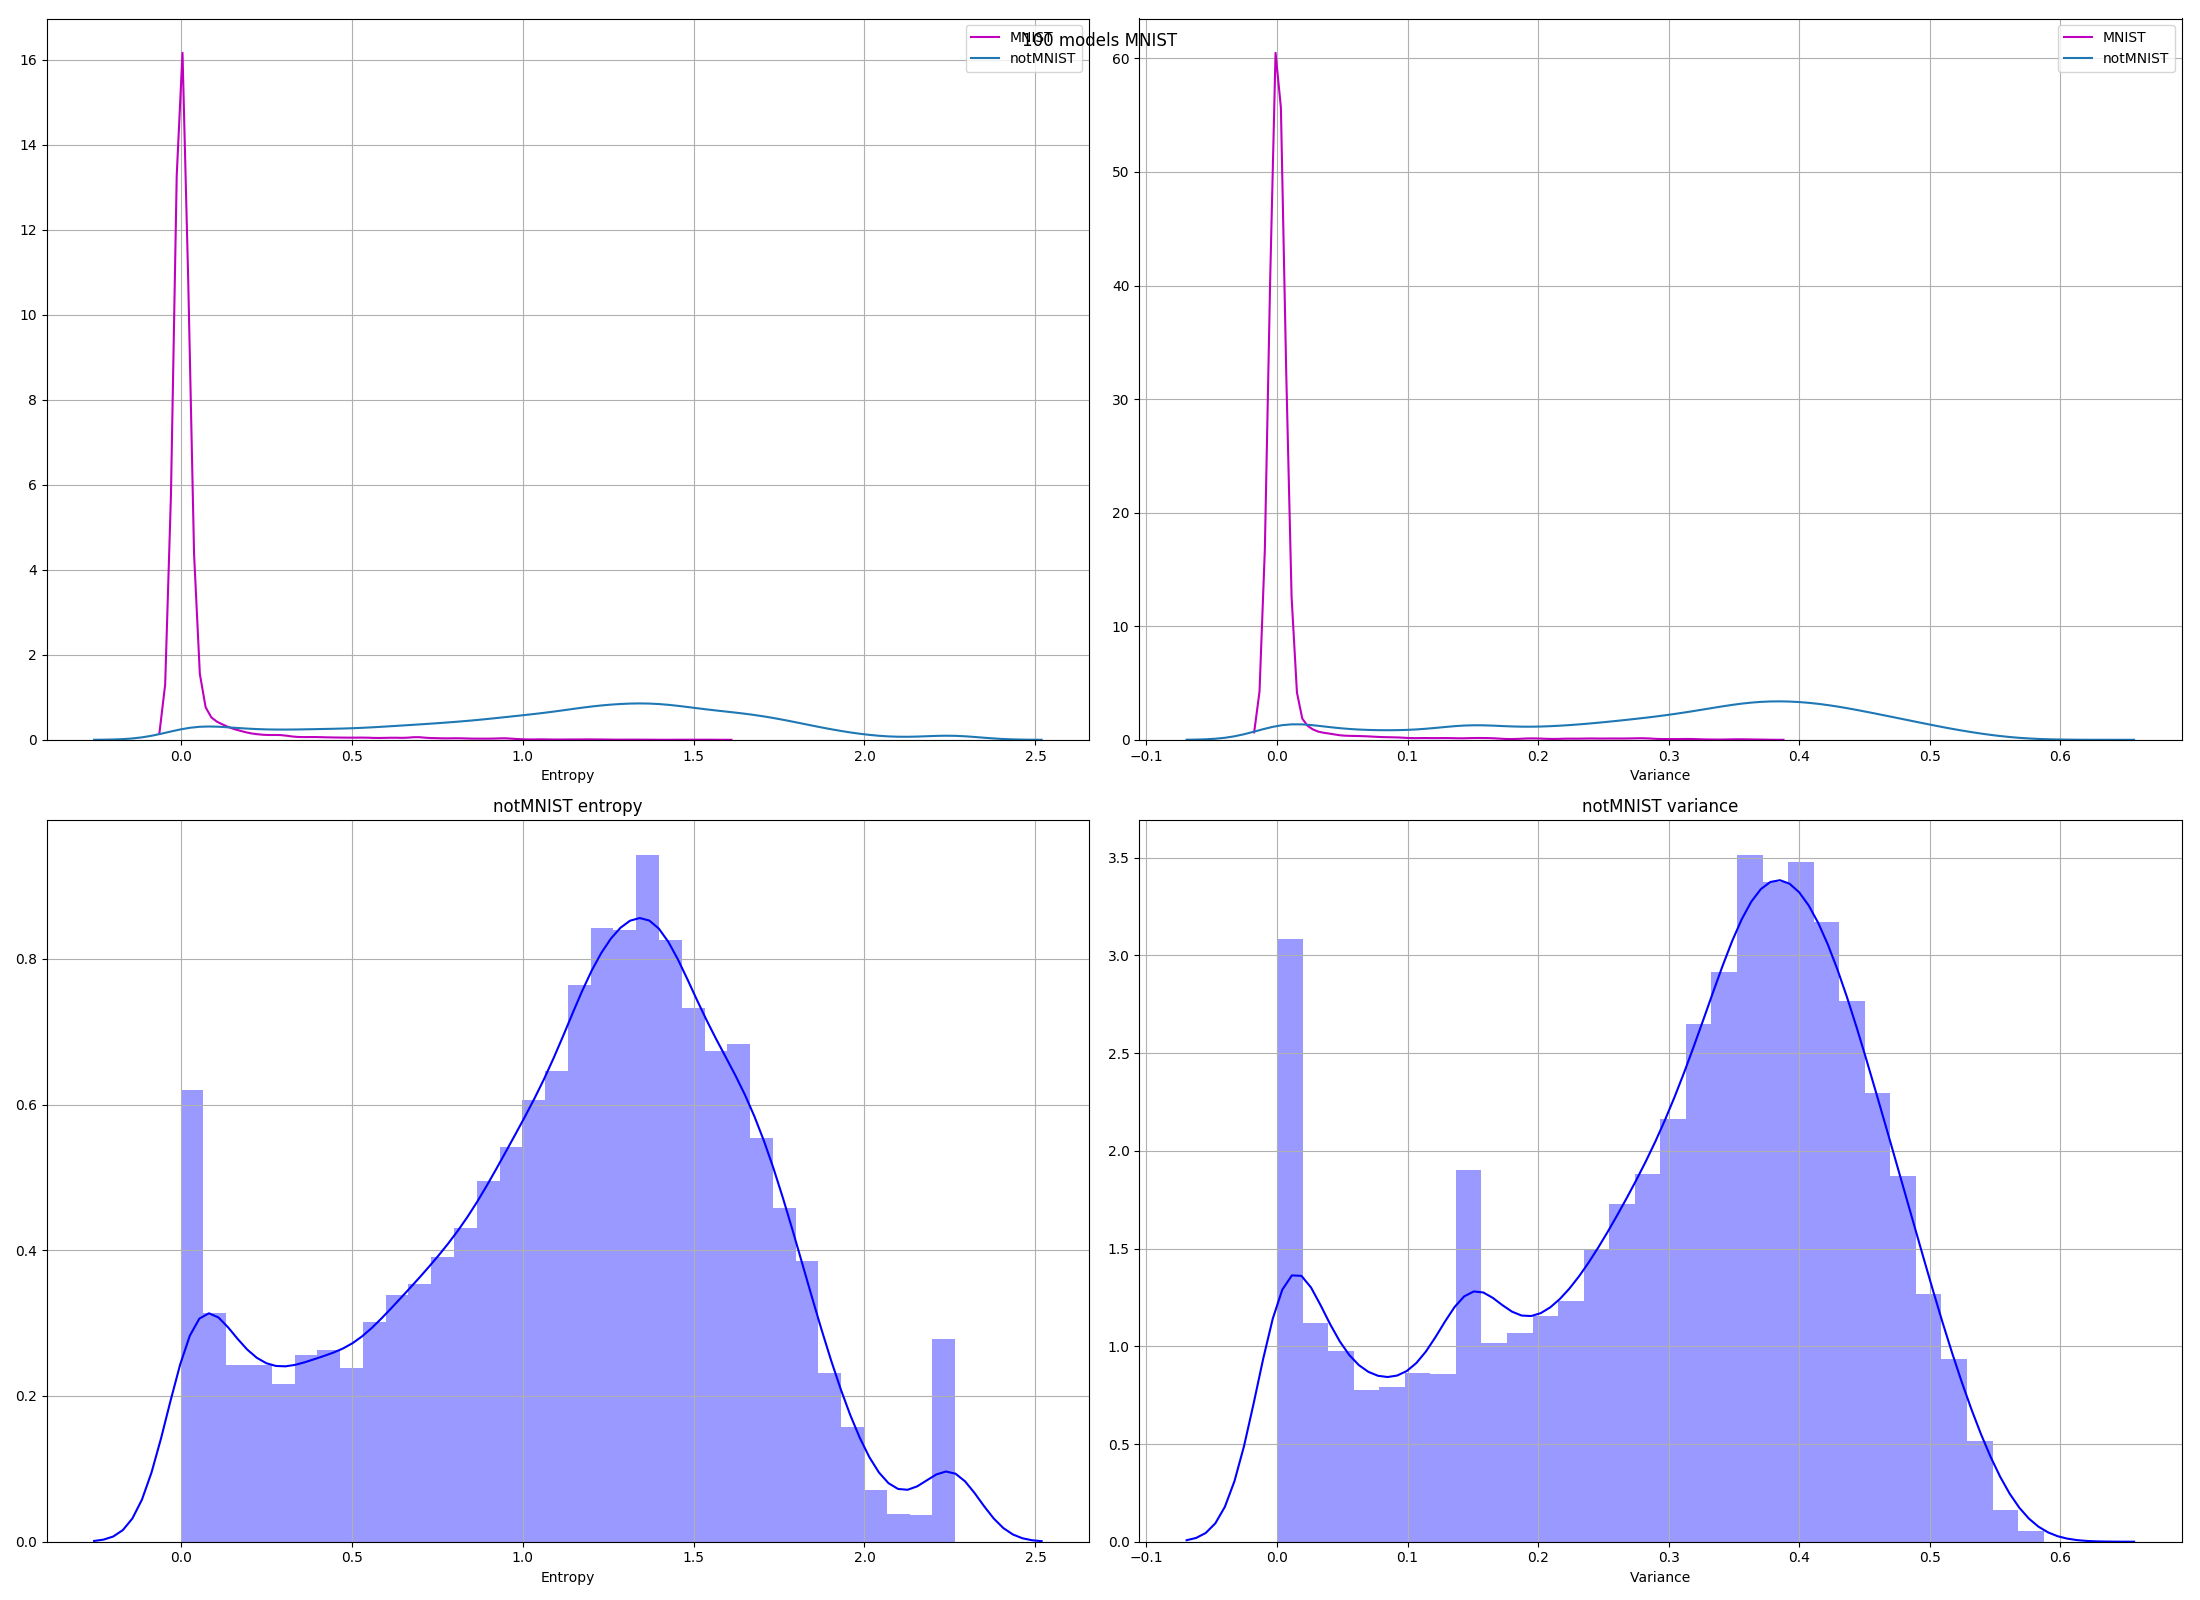 100 models MNIST
MNIST
notMNIST
16
14
12
10
8
6
4
2
0
0.0 0.5 1.0 1.5 2.0 2.5
Entropy
MNIST
notMNIST
60
50
40
30
20
10
0
−0.1 0.0 0.1 0.2 0.3 0.4 0.5 0.6
Variance
notMNIST entropy
0.8
0.6
0.4
0.2
0.0
0.0 0.5 1.0 1.5 2.0 2.5
Entropy
notMNIST variance
3.5
3.0
2.5
2.0
1.5
1.0
0.5
0.0
−0.1 0.0 0.1 0.2 0.3 0.4 0.5 0.6
Variance